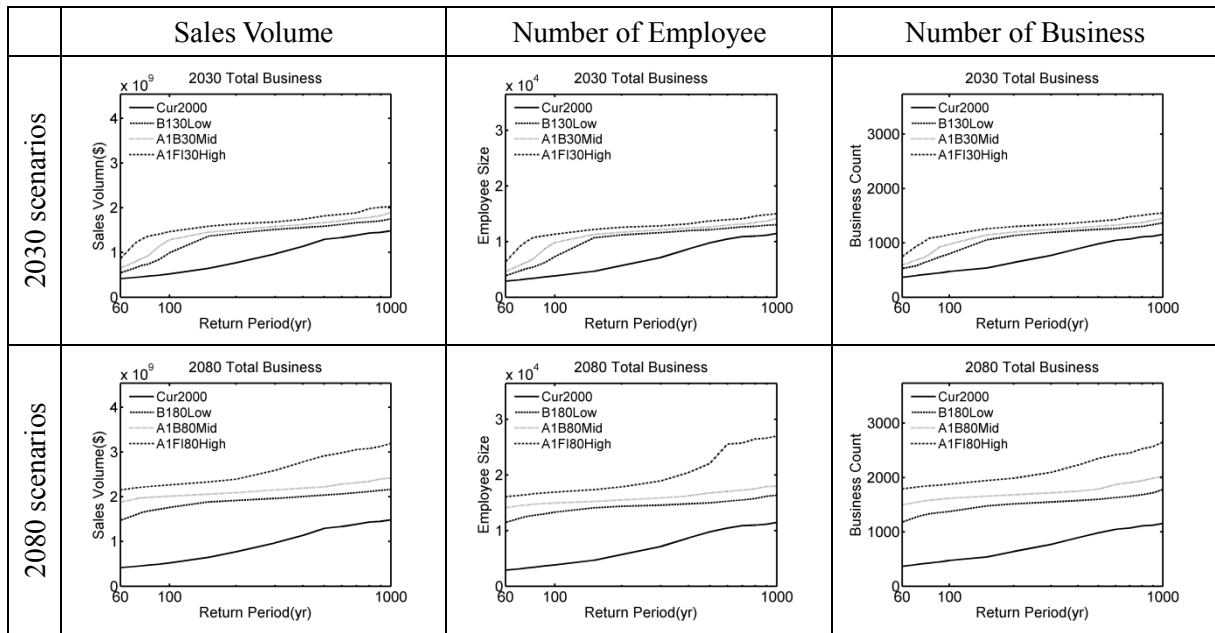 Sales Volume
Number of Employee
Number of Business
2030 scenarios
x 10^9
2030 Total Business
Cur2000
B130Low
A1B30Mid
A1FI30High
Sales Volumn($)
4
3
2
1
0
60
100
1000
Return Period(yr)
x 10^4
2030 Total Business
Cur2000
B130Low
A1B30Mid
A1FI30High
Employee Size
3
2
1
0
60
100
1000
Return Period(yr)
2030 Total Business
Cur2000
B130Low
A1B30Mid
A1FI30High
Business Count
3000
2000
1000
0
60
100
1000
Return Period(yr)
2080 scenarios
x 10^9
2080 Total Business
Cur2000
B180Low
A1B80Mid
A1FI80High
Sales Volume($)
4
3
2
1
0
60
100
1000
Return Period(yr)
x 10^4
2080 Total Business
Cur2000
B180Low
A1B80Mid
A1FI80High
Employee Size
3
2
1
0
60
100
1000
Return Period(yr)
2080 Total Business
Cur2000
B180Low
A1B80Mid
A1FI80High
Business Count
3000
2000
1000
0
60
100
1000
Return Period(yr)